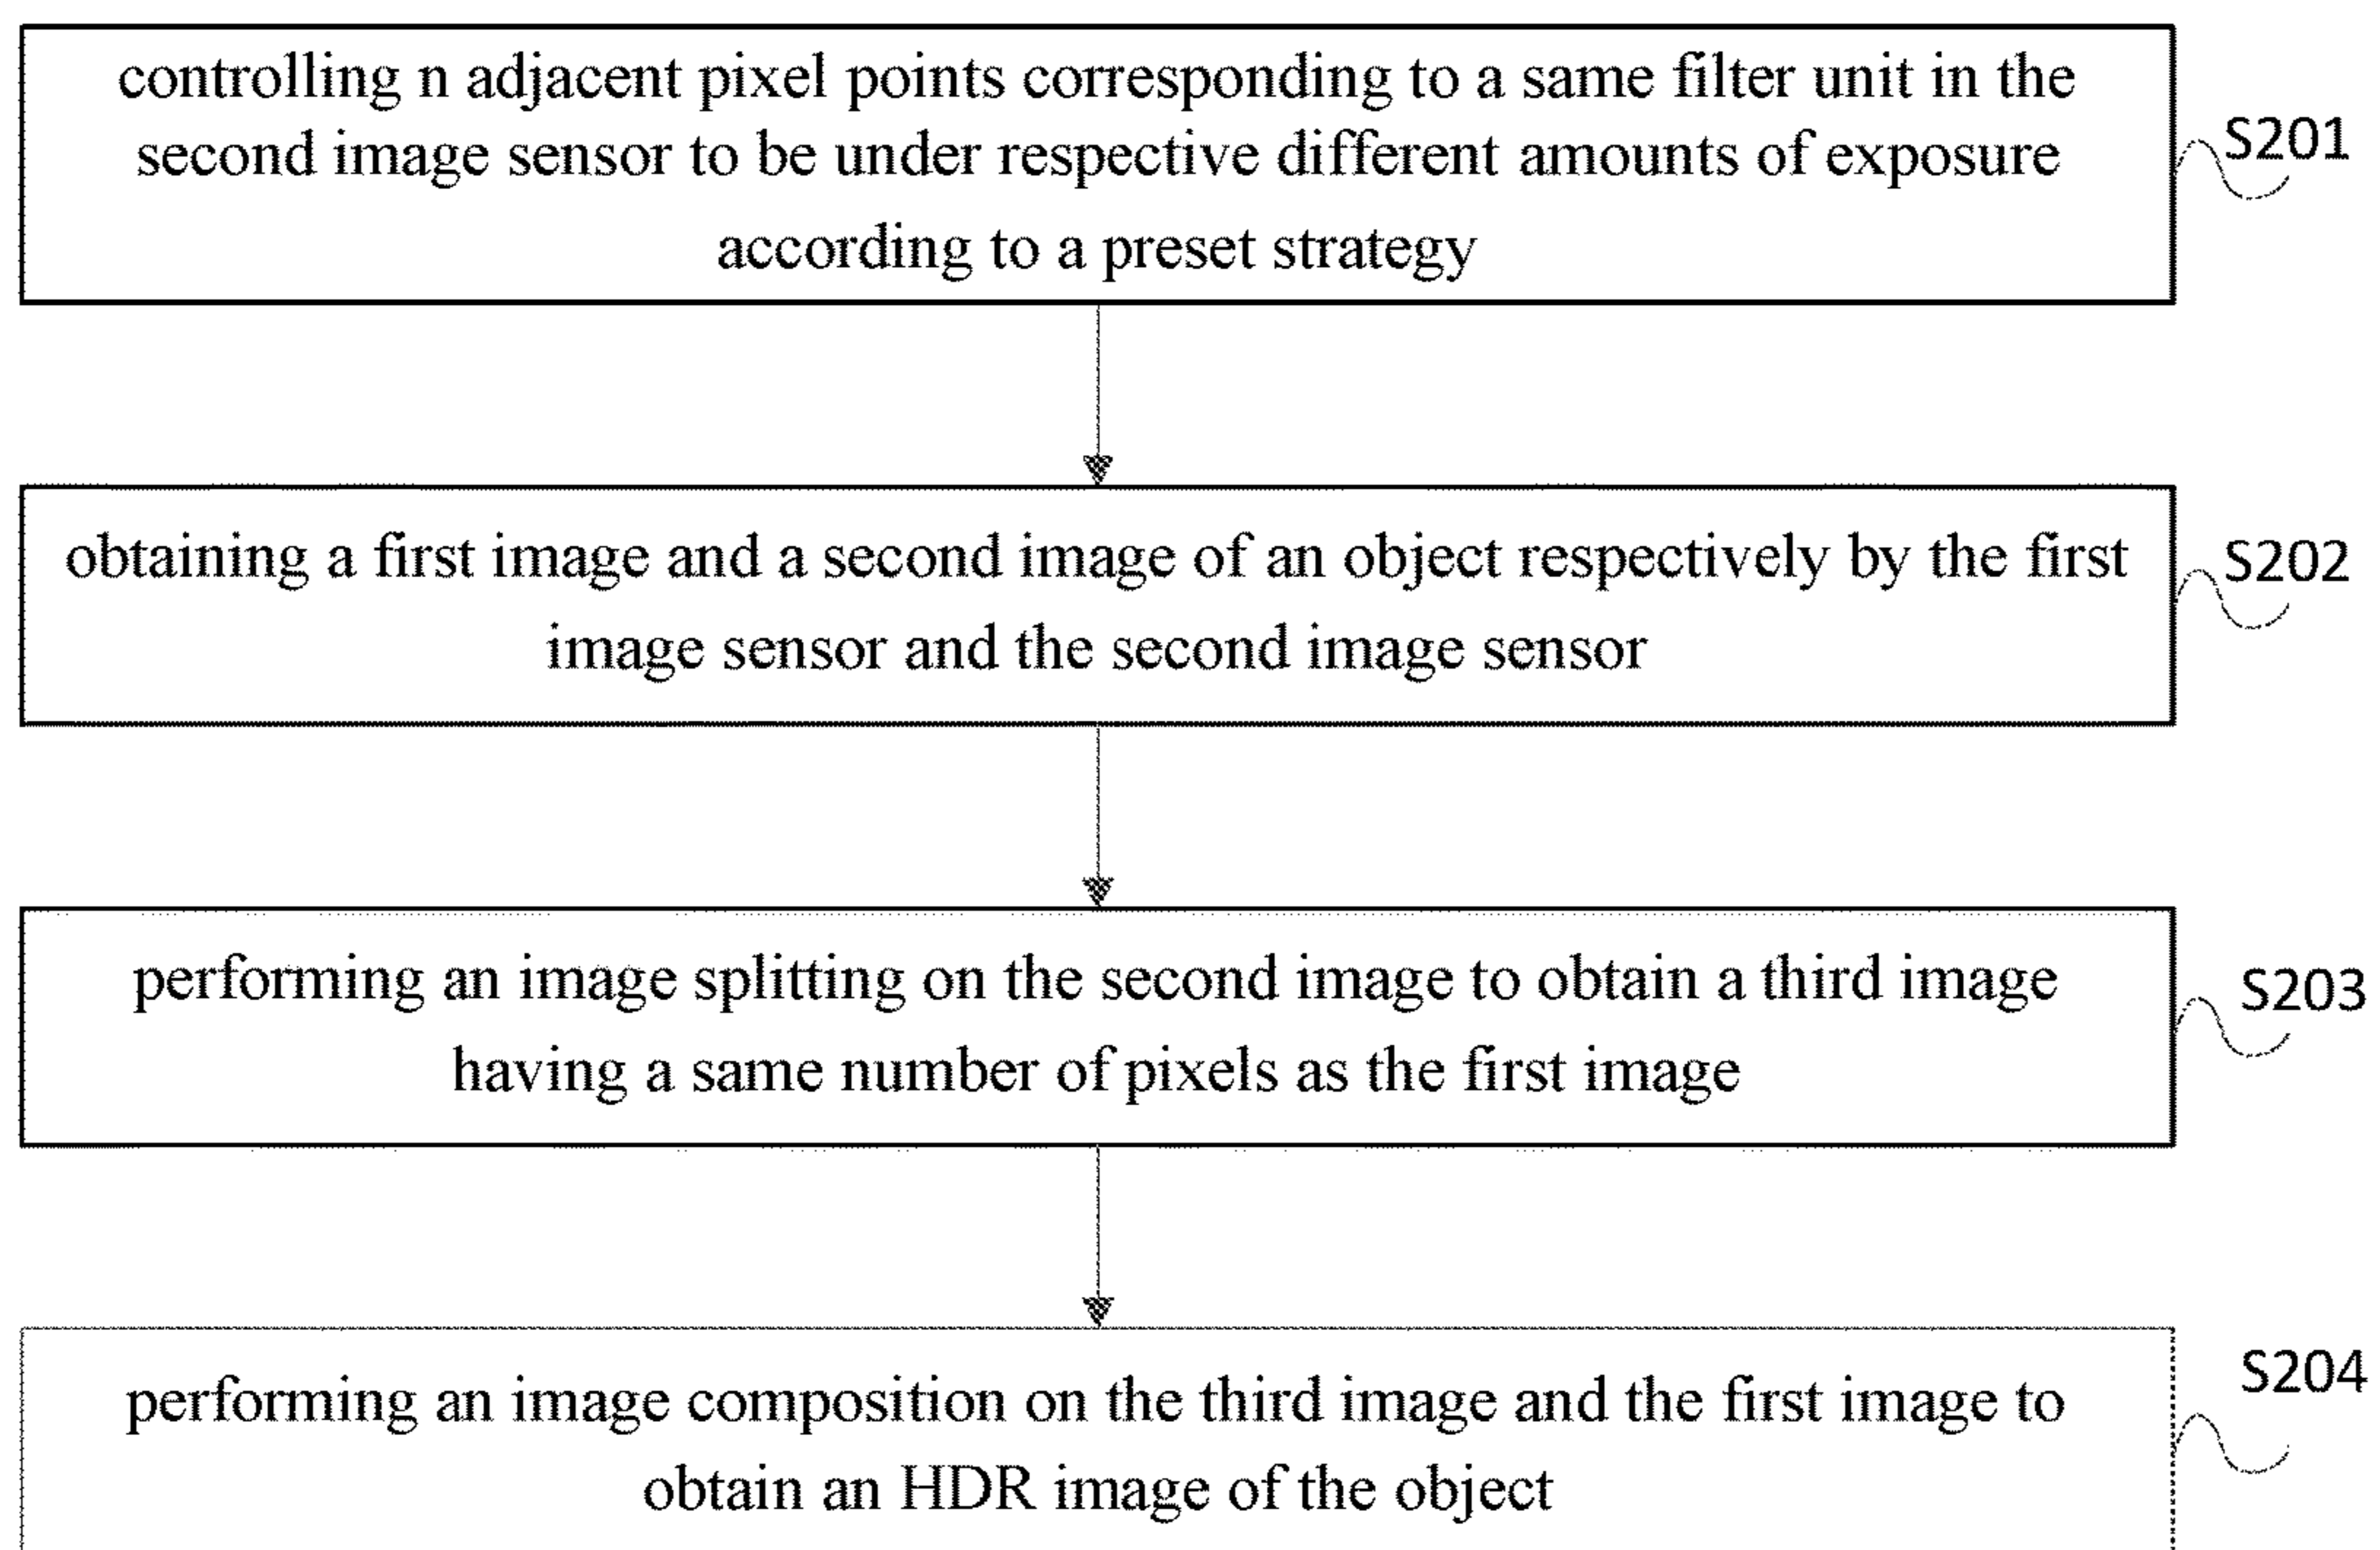 controlling n adjacent pixel points corresponding to a same filter unit in the
second image sensor to be under respective different amounts of exposure
according to a preset strategy
S201
obtaining a first image and a second image of an object respectively by the first
image sensor and the second image sensor
S202
performing an image splitting on the second image to obtain a third image
having a same number of pixels as the first image
S203
performing an image composition on the third image and the first image to
obtain an HDR image of the object
S204